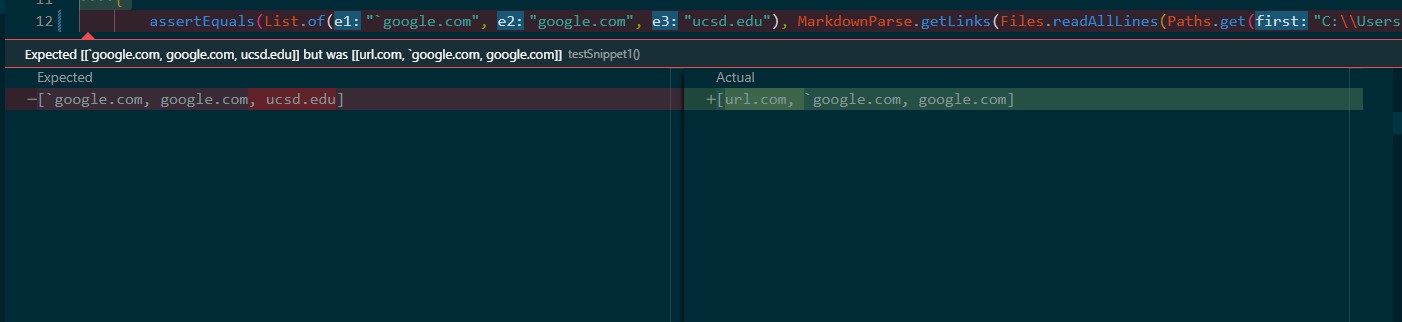 11 {
12 assertEquals(List.of(e1: "`google.com", e2: "google.com", e3: "ucsd.edu"), MarkdownParse.getLinks(Files.readAllLines(Paths.get(first: "C:\\Users
Expected [[`google.com, google.com, ucsd.edu]] but was [[url.com, `google.com, google.com]] testSnippet1()
Expected
Actual
—[`google.com, google.com, ucsd.edu]
+[url.com, `google.com, google.com]